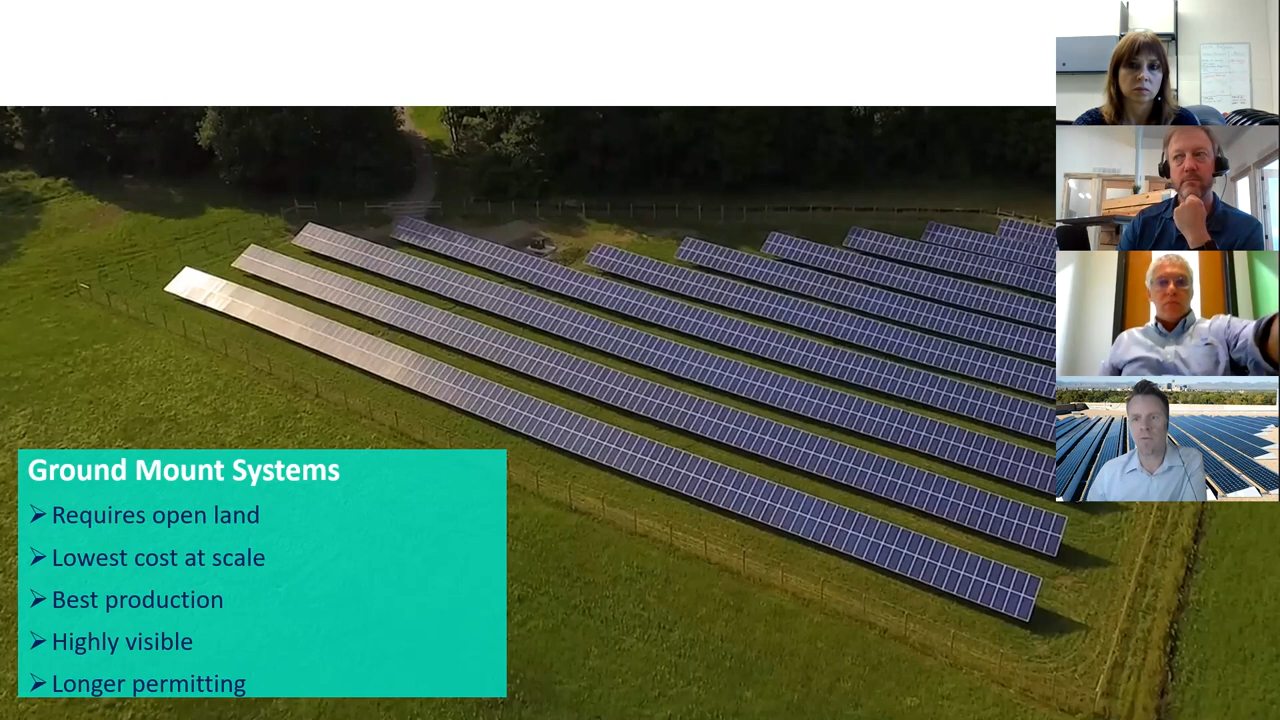 Ground Mount Systems
➢ Requires open land
➢ Lowest cost at scale
➢ Best production
➢ Highly visible
➢ Longer permitting